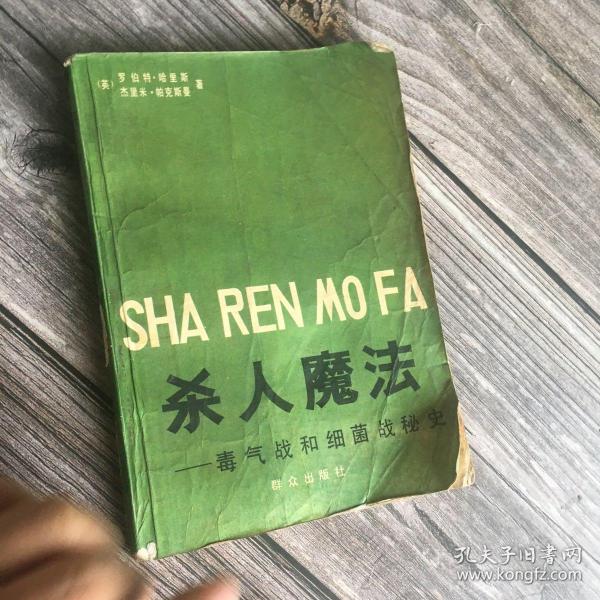 (英) 罗伯特·哈里斯
杰里米·帕克斯曼 著
SHA REN MO FA
杀人魔法
——毒气战和细菌战秘史
群众出版社
孔夫子旧书网
www.kongfz.com